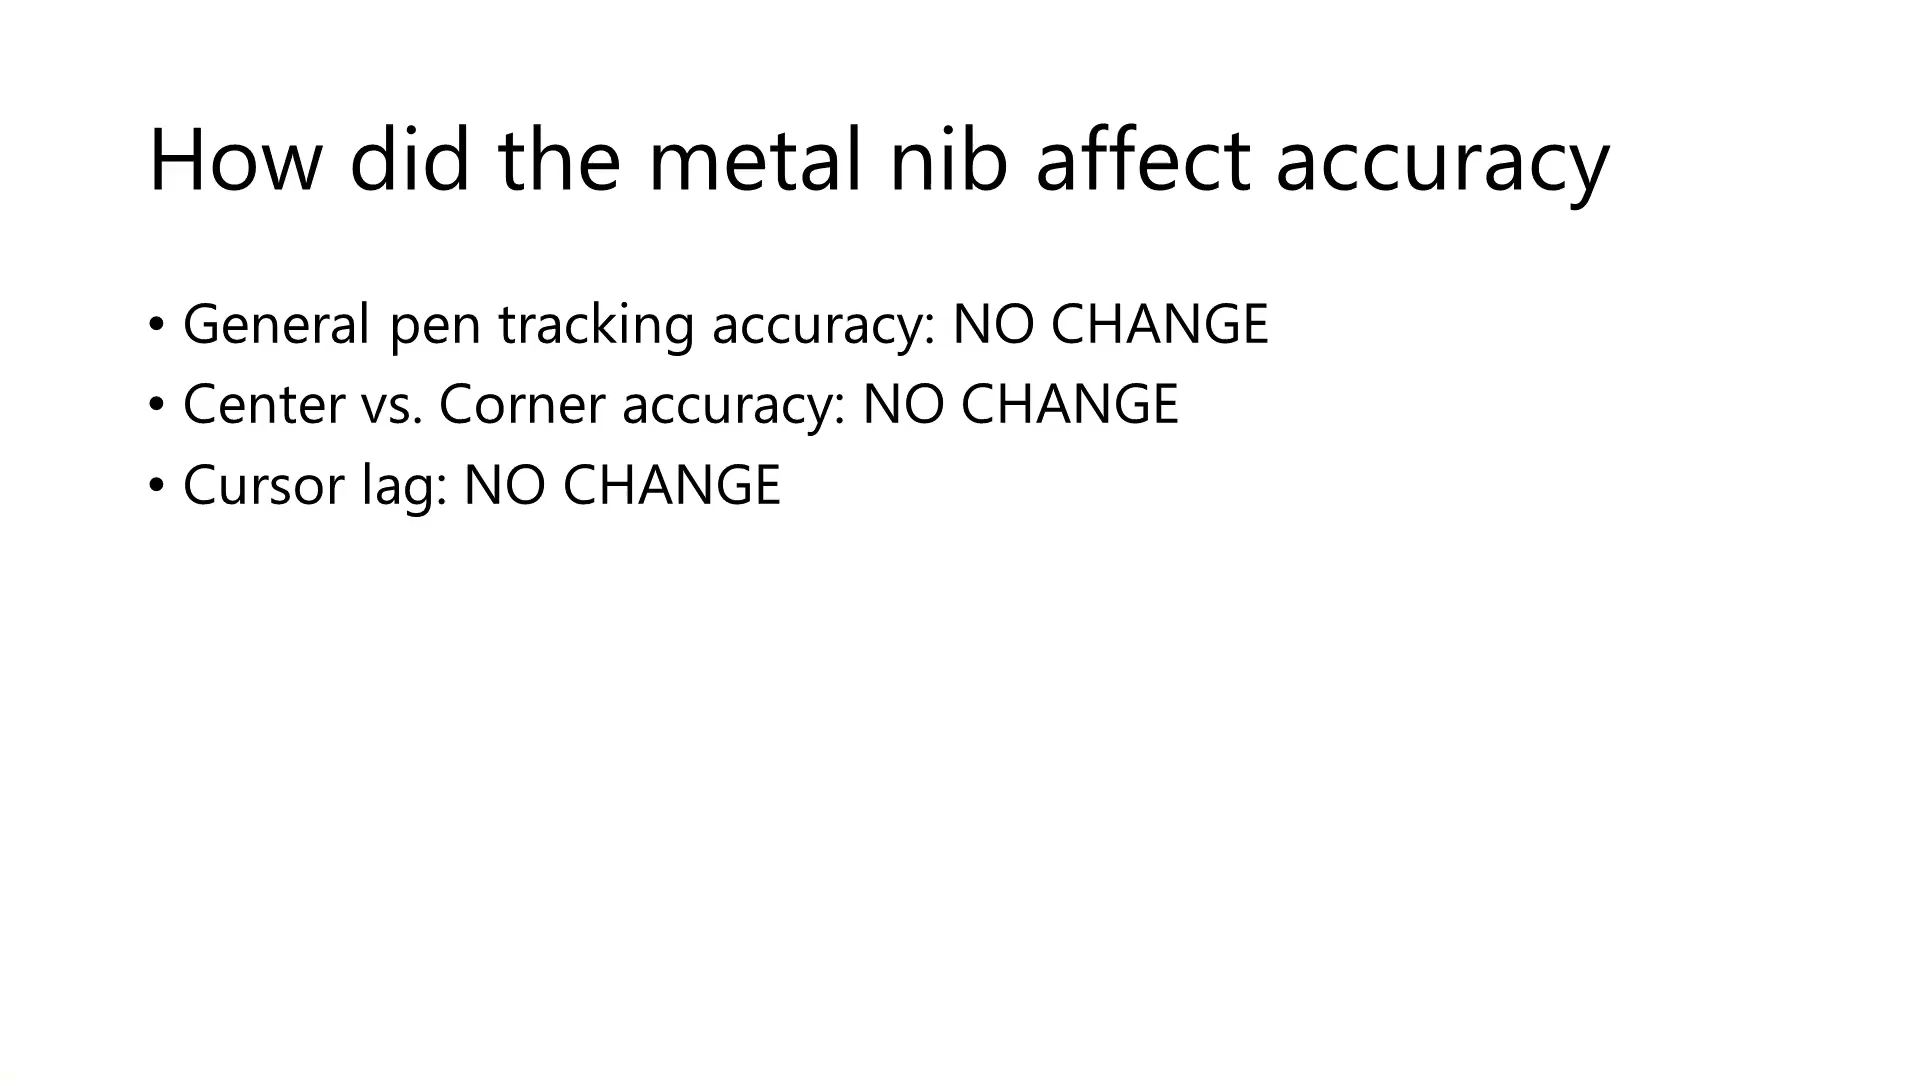 How did the metal nib affect accuracy
• General pen tracking accuracy: NO CHANGE
• Center vs. Corner accuracy: NO CHANGE
• Cursor lag: NO CHANGE